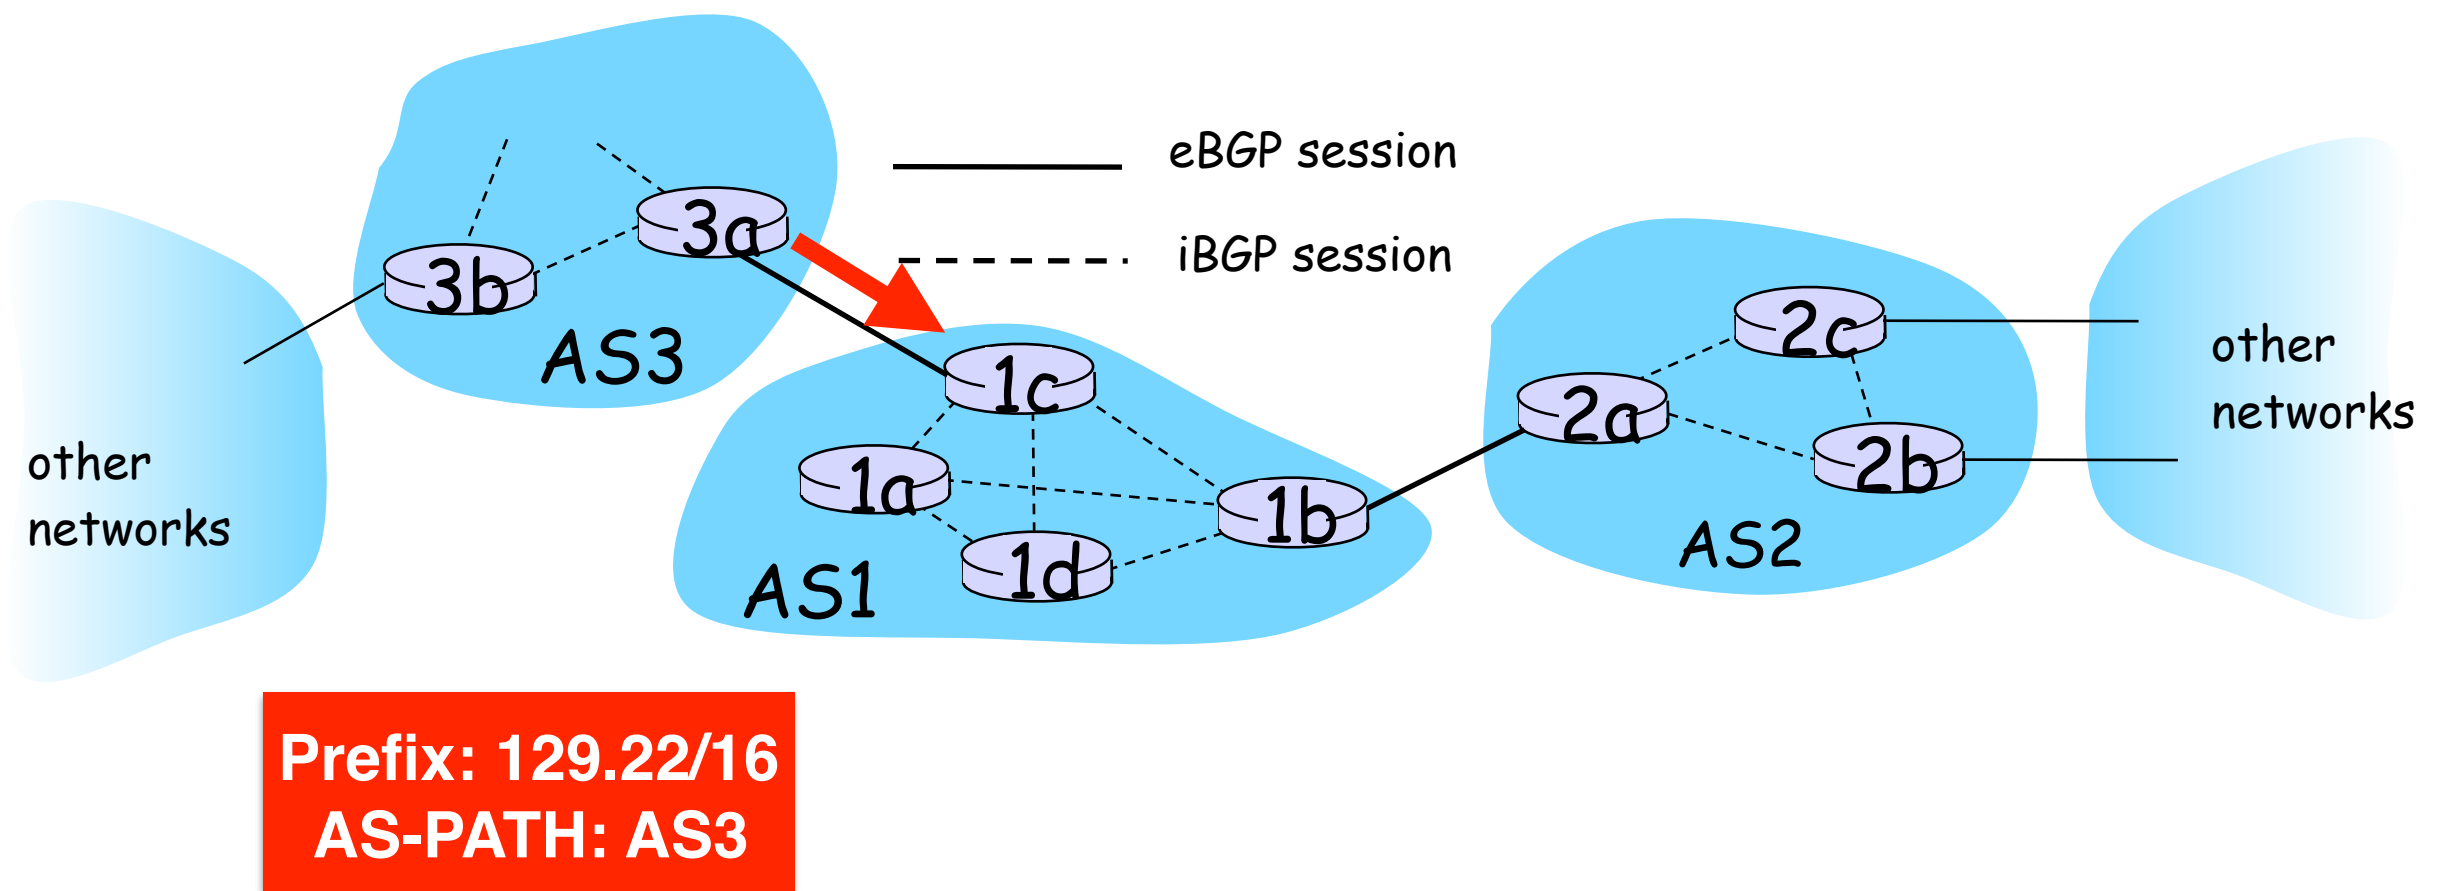 eBGP session
iBGP session
3a
3b
AS3
other
networks
1c
1a
1b
1d
AS1
2c
2a
2b
AS2
other
networks
Prefix: 129.22/16
AS-PATH: AS3